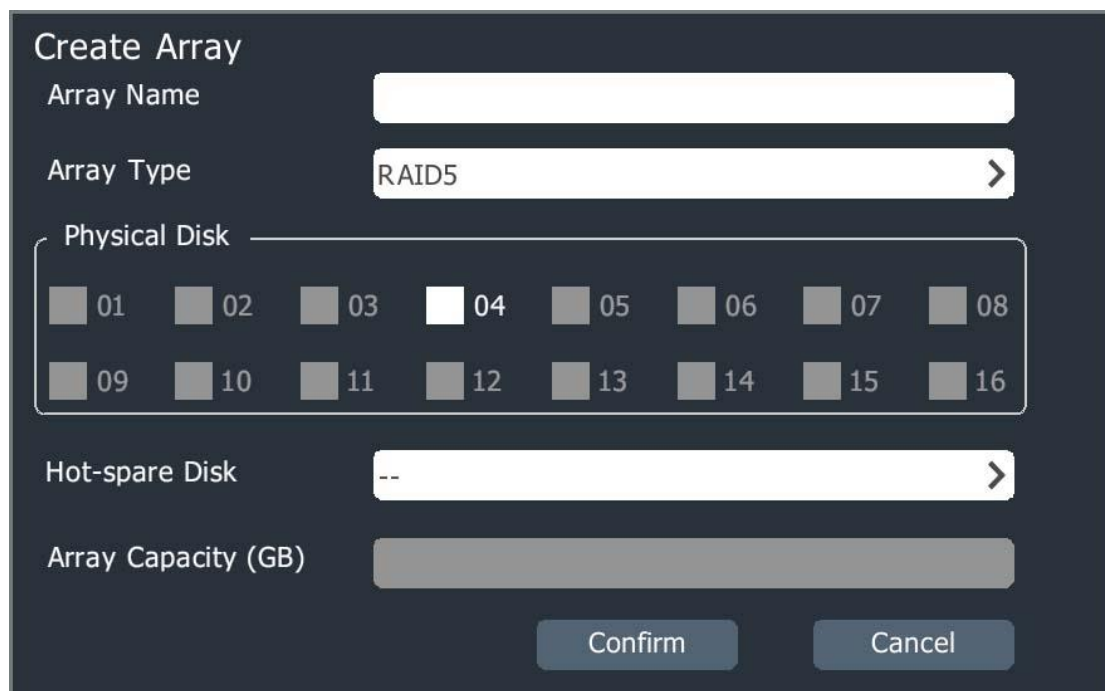 Create Array
Array Name
Array Type RAID5
Physical Disk
01 02 03 04 05 06 07 08
09 10 11 12 13 14 15 16
Hot-spare Disk --
Array Capacity (GB)
Confirm Cancel